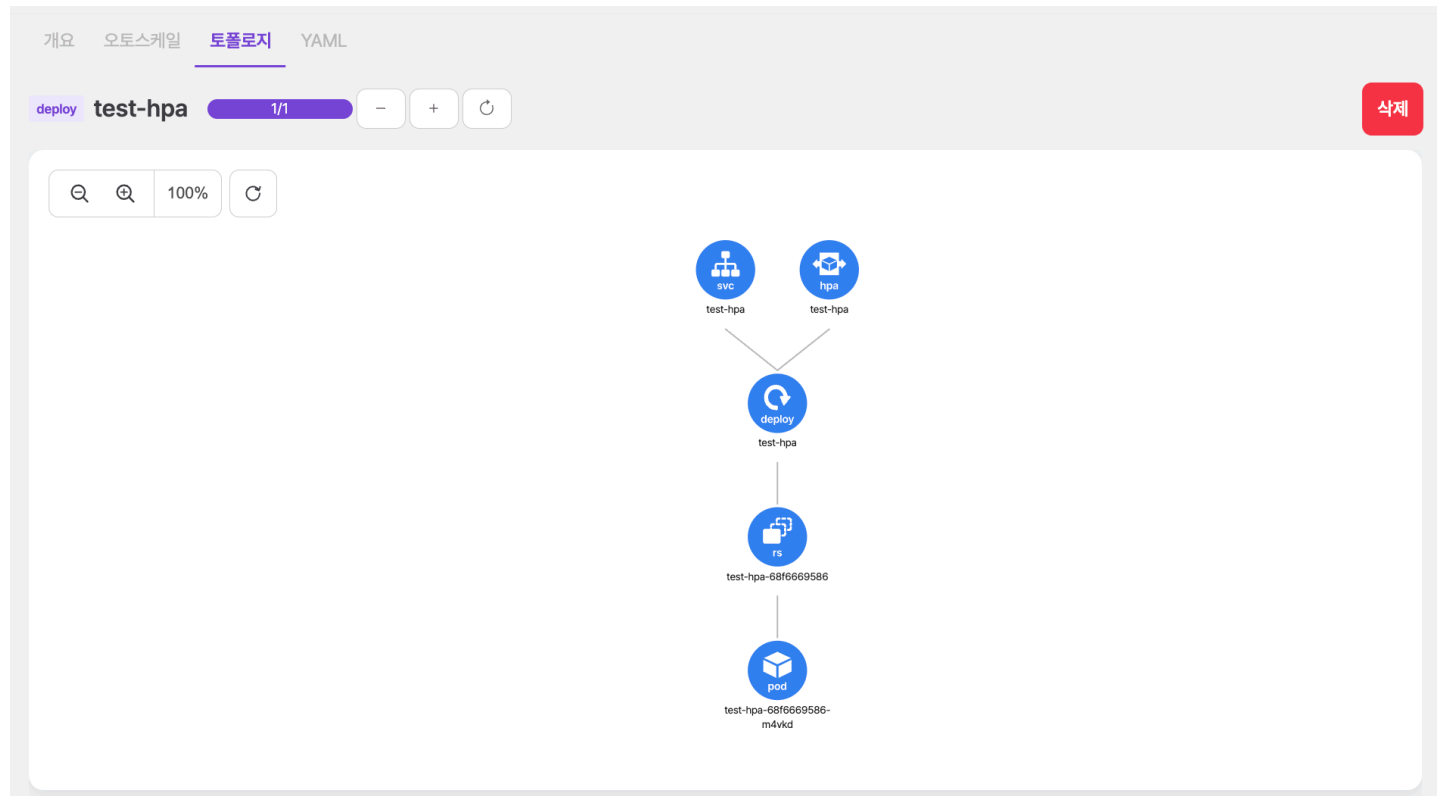 개요 오토스케일 토폴로지 YAML
deploy test-hpa 1/1 − + 삭제
100%
svc hpa
test-hpa test-hpa
deploy
test-hpa
rs
test-hpa-68f6669586
pod
test-hpa-68f6669586-
m4vkd